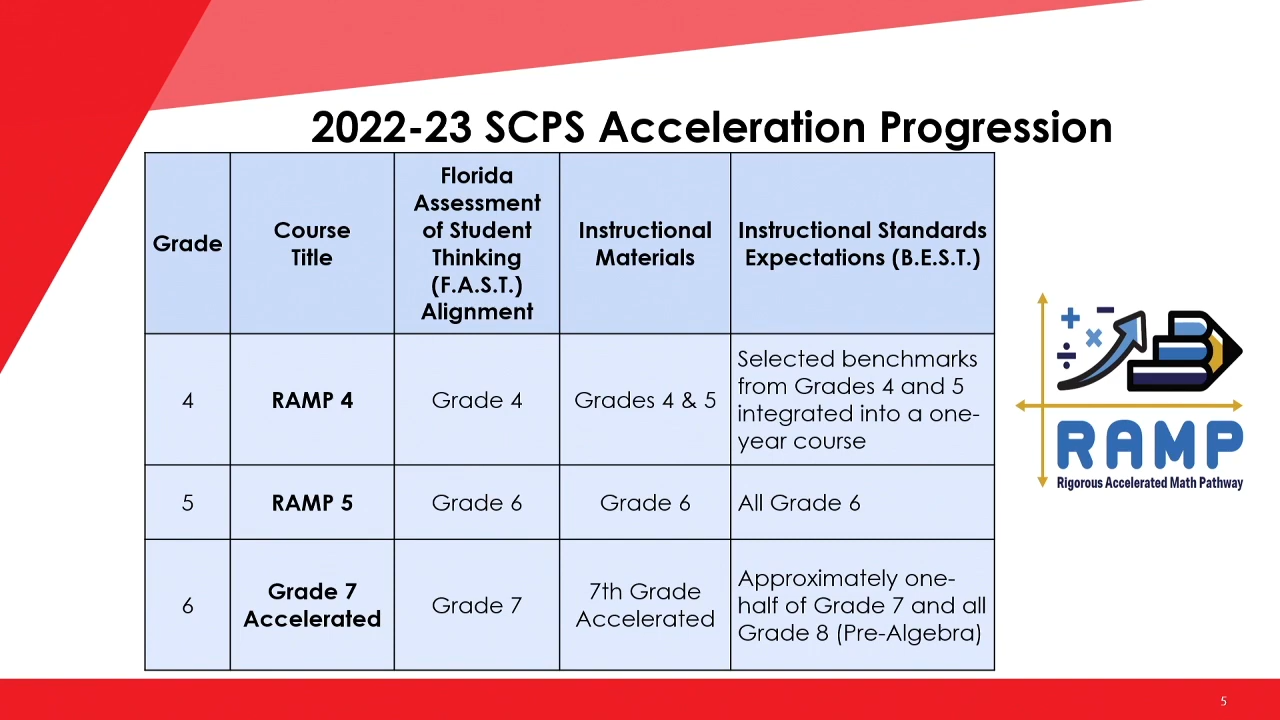 2022-23 SCPS Acceleration Progression
Grade
Course
Title
Florida
Assessment
of Student
Thinking
(F.A.S.T.)
Alignment
Instructional
Materials
Instructional Standards
Expectations (B.E.S.T.)
4
RAMP 4
Grade 4
Grades 4 & 5
Selected benchmarks
from Grades 4 and 5
integrated into a one-
year course
5
RAMP 5
Grade 6
Grade 6
All Grade 6
6
Grade 7
Accelerated
Grade 7
7th Grade
Accelerated
Approximately one-
half of Grade 7 and all
Grade 8 (Pre-Algebra)
RAMP
Rigorous Accelerated Math Pathway
5